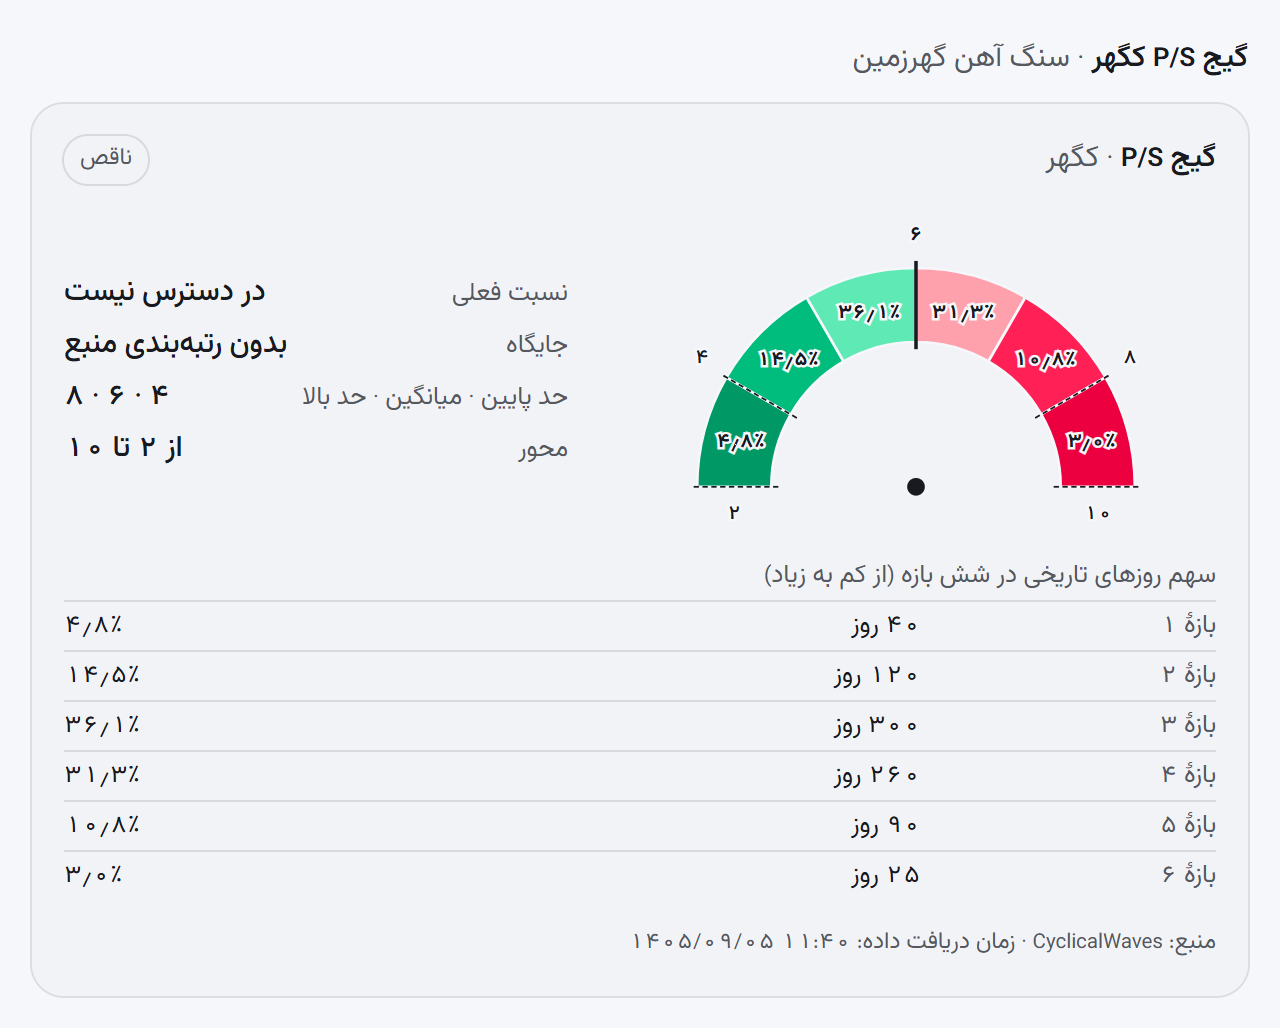 گیج P/S کگهر · سنگ آهن گهرزمین
گیج P/S · کگهر
ناقص
۶
۳۶٫۱٪
۳۱٫۳٪
۴
۱۴٫۵٪
۱۰٫۸٪
۸
۴٫۸٪
۳٫۰٪
۲
۱۰
نسبت فعلی در دسترس نیست
جایگاه بدون رتبه‌بندی منبع
حد پایین · میانگین · حد بالا ۴ · ۶ · ۸
محور از ۲ تا ۱۰
سهم روزهای تاریخی در شش بازه (از کم به زیاد)
بازهٔ ۱ ۴۰ روز ۴٫۸٪
بازهٔ ۲ ۱۲۰ روز ۱۴٫۵٪
بازهٔ ۳ ۳۰۰ روز ۳۶٫۱٪
بازهٔ ۴ ۲۶۰ روز ۳۱٫۳٪
بازهٔ ۵ ۹۰ روز ۱۰٫۸٪
بازهٔ ۶ ۲۵ روز ۳٫۰٪
منبع: CyclicalWaves · زمان دریافت داده: ۱۴۰۵/۰۹/۰۵ ۱۱:۴۰